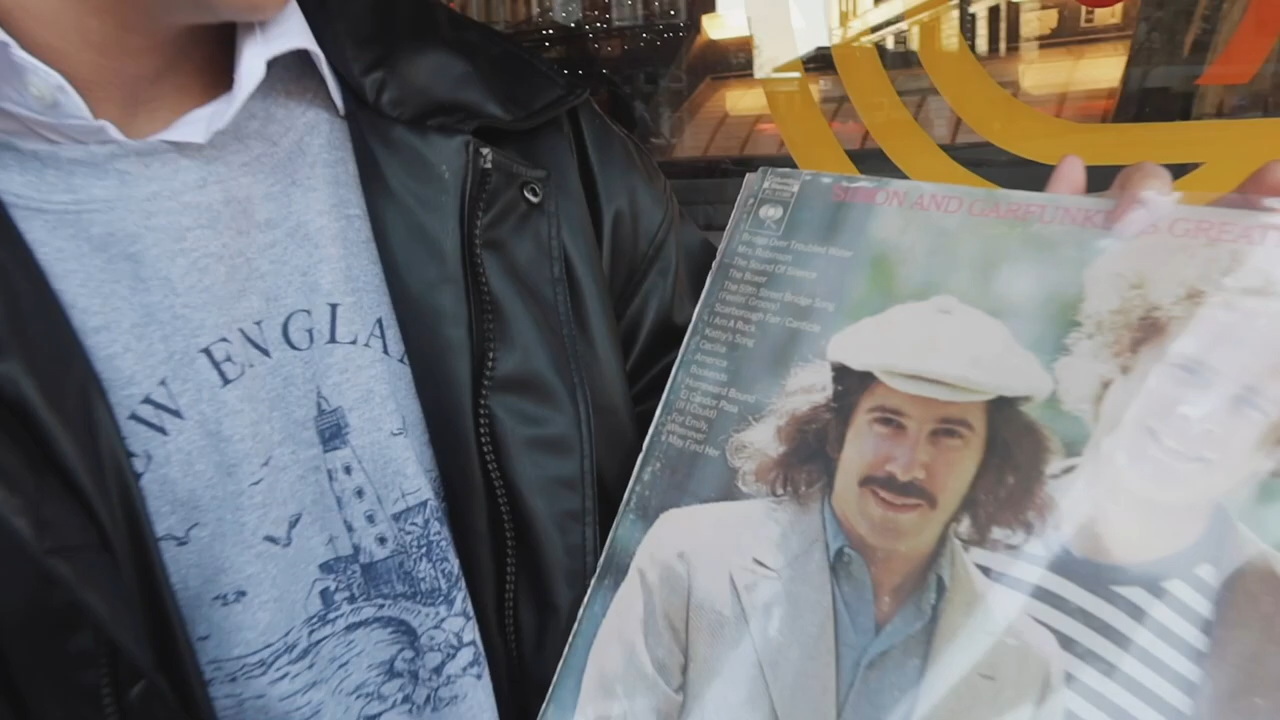 EW ENGLA
Columbia
SIMON AND GARFUNKEL'S GREAT
Bridge Over Troubled Water
Mrs. Robinson
The Sound Of Silence
The Boxer
The 59th Street Bridge Song
(Feelin' Groovy)
Scarborough Fair/Canticle
I Am A Rock
Kathy's Song
Cecilia
America
Bookends
Homeward Bound
El Condor Pasa
(If I Could)
For Emily,
Whenever
I May Find Her